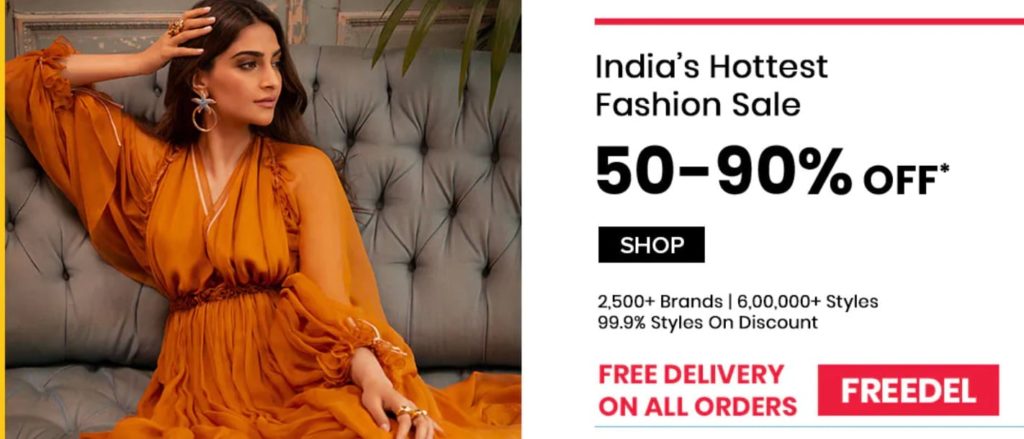 India's Hottest
Fashion Sale
50-90% OFF*
SHOP
2,500+ Brands | 6,00,000+ Styles
99.9% Styles On Discount
FREE DELIVERY
ON ALL ORDERS
FREEDEL